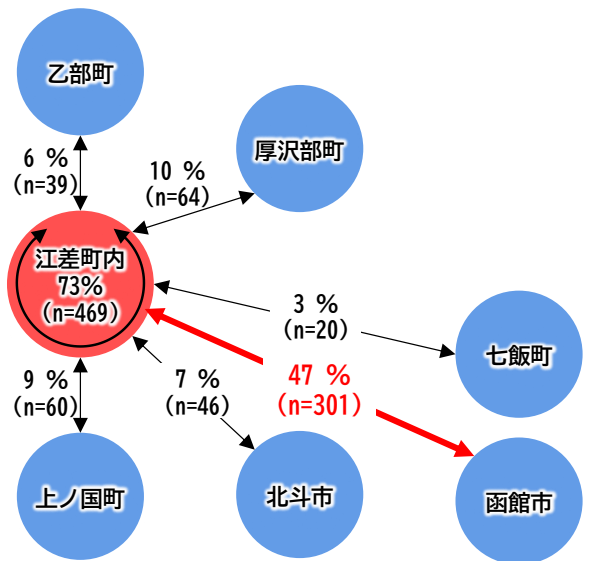 乙部町
6 %
(n=39)
10 %
(n=64)
厚沢部町
江差町内
73%
(n=469)
3 %
(n=20)
七飯町
9 %
(n=60)
7 %
(n=46)
47 %
(n=301)
上ノ国町
北斗市
函館市